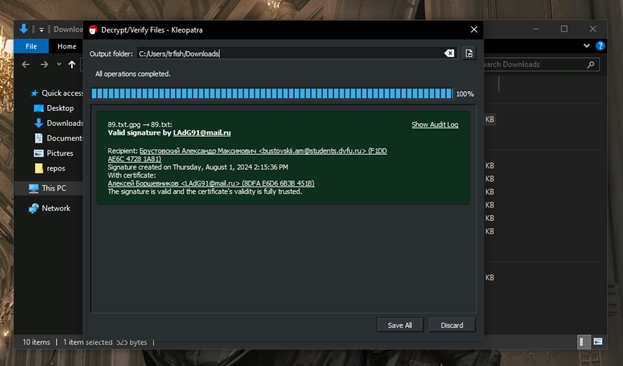 Decrypt/Verify Files - Kleopatra
Downloa
File
Home
Output folder: C:/Users/trfish/Downloads
earch Downloads
All operations completed.
100%
Quick access
Desktop
Downloads
Document
Pictures
repos
This PC
Network
89.txt.gpg → 89.txt:
Show Audit Log
Valid signature by LAdG91@mail.ru
Recipient: Брустовский Александр Максимович <bustovskii.am@students.dvfu.ru> (F1DD
AE6C 4728 1A81)
Signature created on Thursday, August 1, 2024 2:15:36 PM
With certificate:
Алексей Боршевников <LAdG91@mail.ru> (8DFA E6D6 6B3B 451B)
The signature is valid and the certificate's validity is fully trusted.
KB
KB
KB
KB
KB
KB
KB
KB
Save All
Discard
10 items
1 item selected 525 bytes